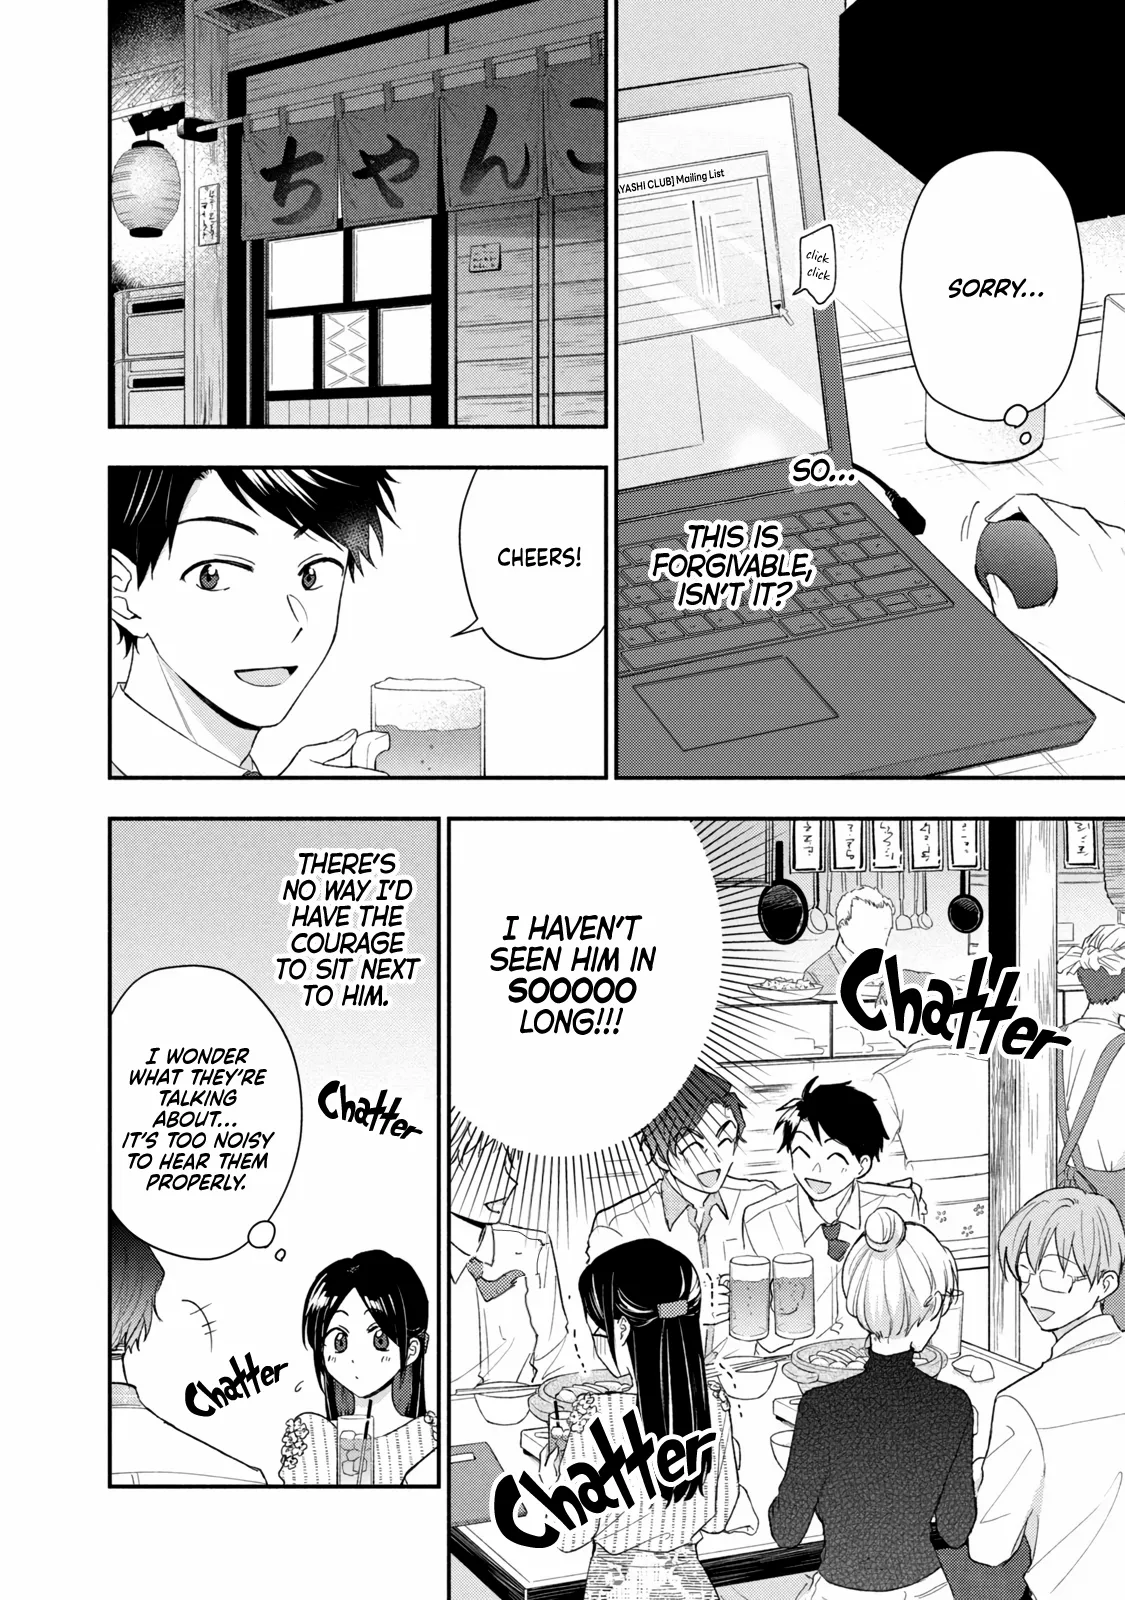 AYASHI CLUB] Mailing List
click
click
SORRY...
SO...
THIS IS
FORGIVABLE,
ISN'T IT?
ちゃんこ
CHEERS!
I HAVEN'T
SEEN HIM IN
SOOOOO
LONG!!!
Chatter
Chatter
THERE'S
NO WAY I'D
HAVE THE
COURAGE
TO SIT NEXT
TO HIM.
I WONDER
WHAT THEY'RE
TALKING
ABOUT...
IT'S TOO NOISY
TO HEAR THEM
PROPERLY.
Chatter
Chatter